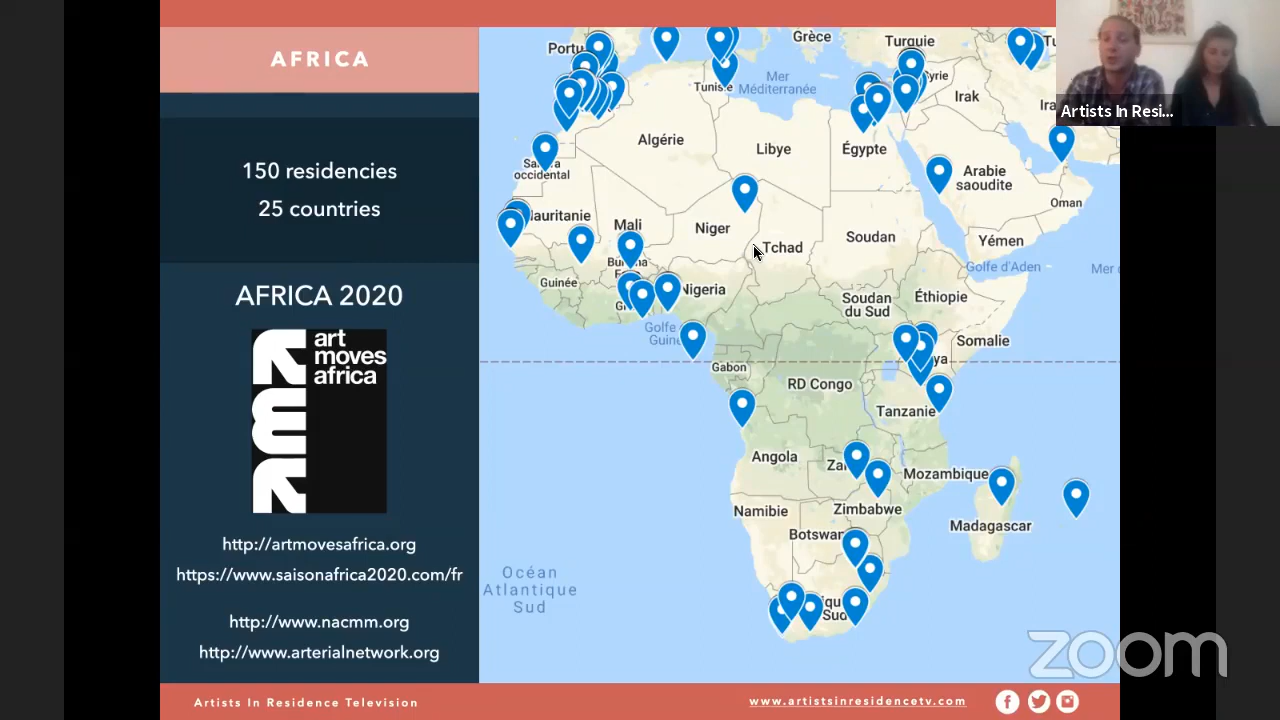 AFRICA
150 residencies
25 countries
AFRICA 2020
art
moves
africa
http://artmovesafrica.org
https://www.saisonafrica2020.com/fr
http://www.nacmm.org
http://www.arterialnetwork.org
Grèce
Turquie
Mer
Méditerranée
Irak
Algérie
Libye
Égypte
Arabie
saoudite
occidental
Oman
Mali
Niger
Tchad
Soudan
Yémen
Golfe d'Aden
Mer
Guinée
Nigeria
Soudan
du Sud
Éthiopie
Golfe
Somalie
Gabon
RD Congo
Tanzanie
Angola
Mozambique
Namibie
Zimbabwe
Madagascar
Océan
Atlantique
Sud
Artists In Resi...
zoom
Artists In Residence Television
www.artistsinresidencetv.com